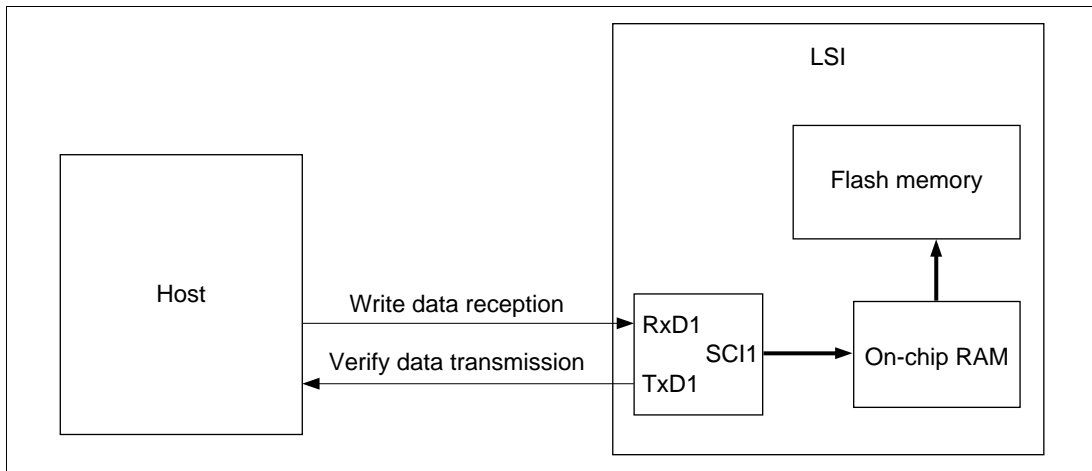 LSI
Flash memory
Host
Write data reception
RxD1
SCI1
On-chip RAM
Verify data transmission
TxD1